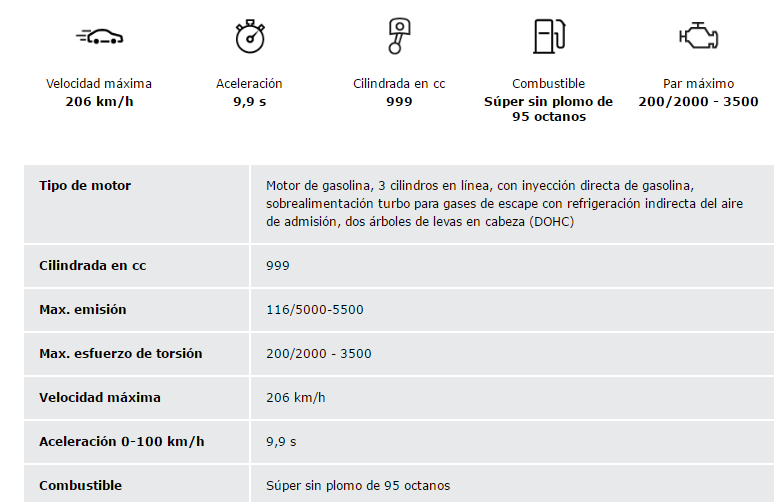 Velocidad máxima
206 km/h
Aceleración
9,9 s
Cilindrada en cc
999
Combustible
Súper sin plomo de
95 octanos
Par máximo
200/2000 - 3500
Tipo de motor
Motor de gasolina, 3 cilindros en línea, con inyección directa de gasolina,
sobrealimentación turbo para gases de escape con refrigeración indirecta del aire
de admisión, dos árboles de levas en cabeza (DOHC)
Cilindrada en cc
999
Max. emisión
116/5000-5500
Max. esfuerzo de torsión
200/2000 - 3500
Velocidad máxima
206 km/h
Aceleración 0-100 km/h
9,9 s
Combustible
Súper sin plomo de 95 octanos